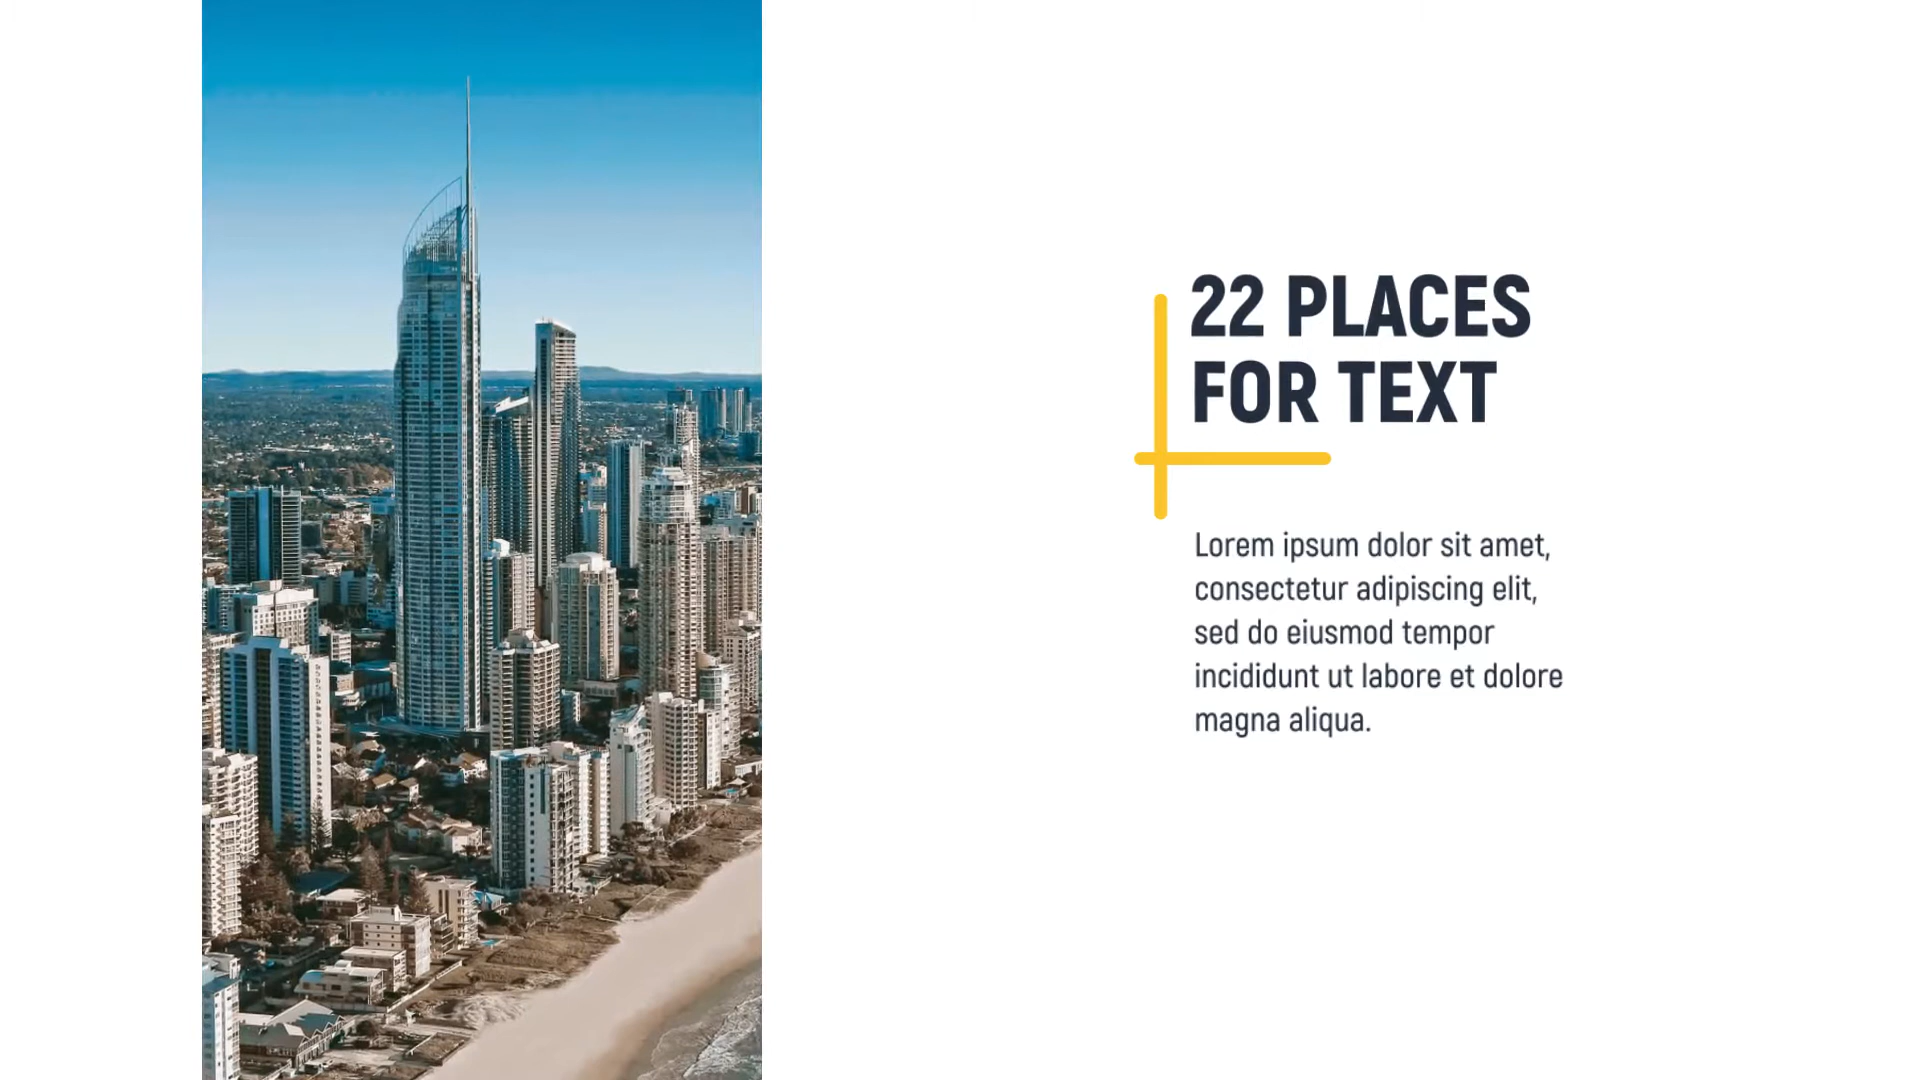 22 PLACES
FOR TEXT
Lorem ipsum dolor sit amet,
consectetur adipiscing elit,
sed do eiusmod tempor
incididunt ut labore et dolore
magna aliqua.